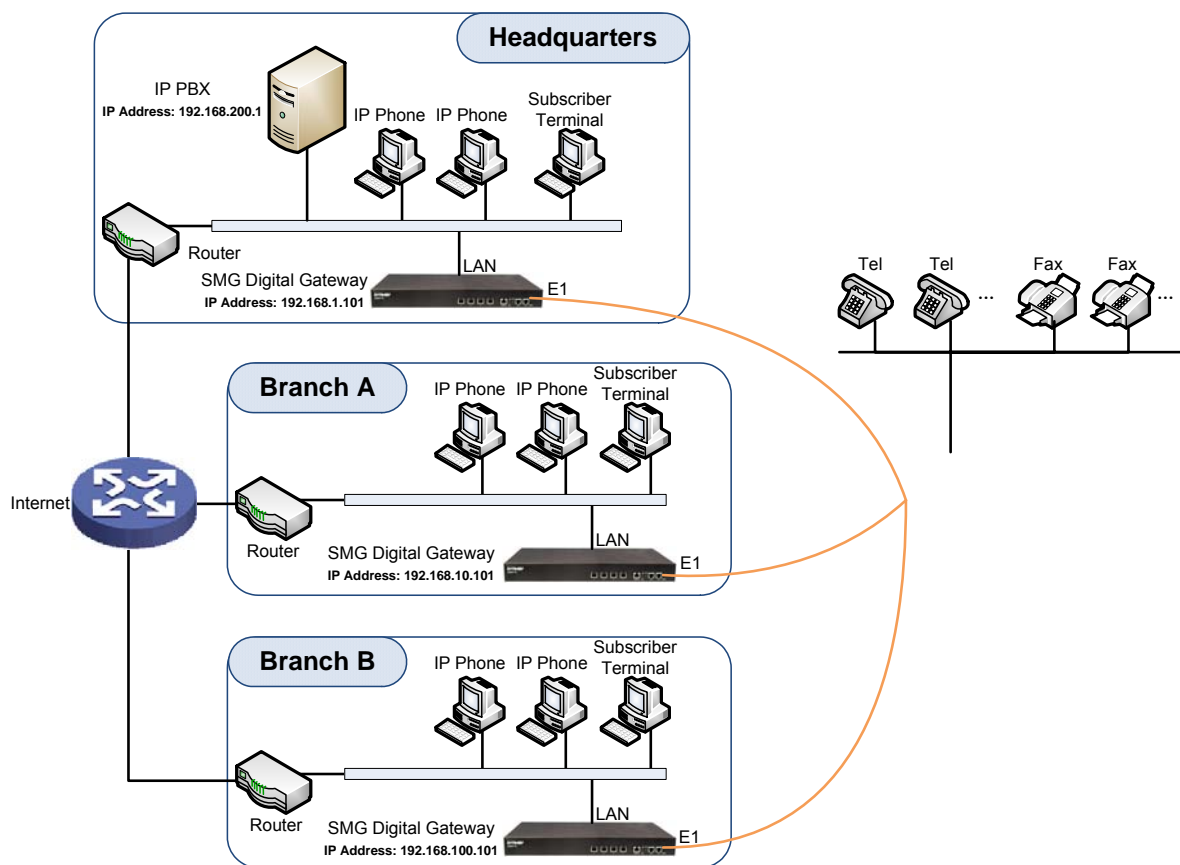 Headquarters
IP PBX
IP Address: 192.168.200.1
IP Phone
IP Phone
Subscriber
Terminal
Router
LAN
SMG Digital Gateway
IP Address: 192.168.1.101
E1
Tel
Tel
...
Fax
Fax
...
Branch A
IP Phone
IP Phone
Subscriber
Terminal
Internet
Router
LAN
SMG Digital Gateway
IP Address: 192.168.10.101
E1
Branch B
IP Phone
IP Phone
Subscriber
Terminal
Router
LAN
SMG Digital Gateway
IP Address: 192.168.100.101
E1